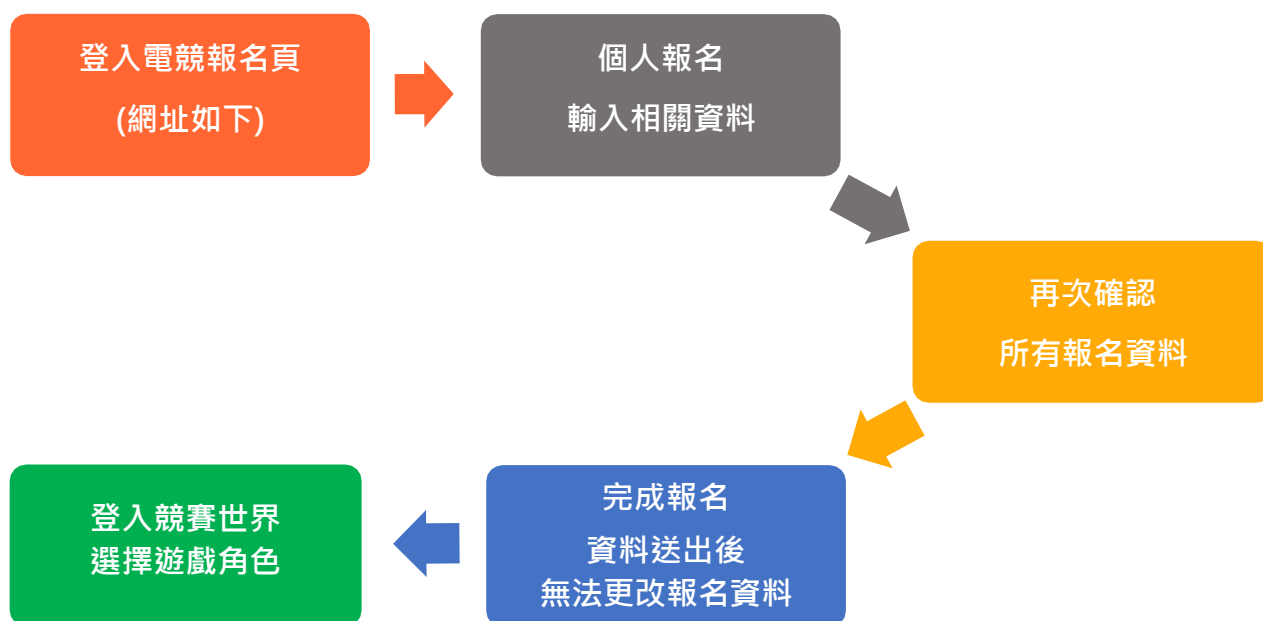 登入電競報名頁
(網址如下)
個人報名
輸入相關資料
再次確認
所有報名資料
完成報名
資料送出後
無法更改報名資料
登入競賽世界
選擇遊戲角色